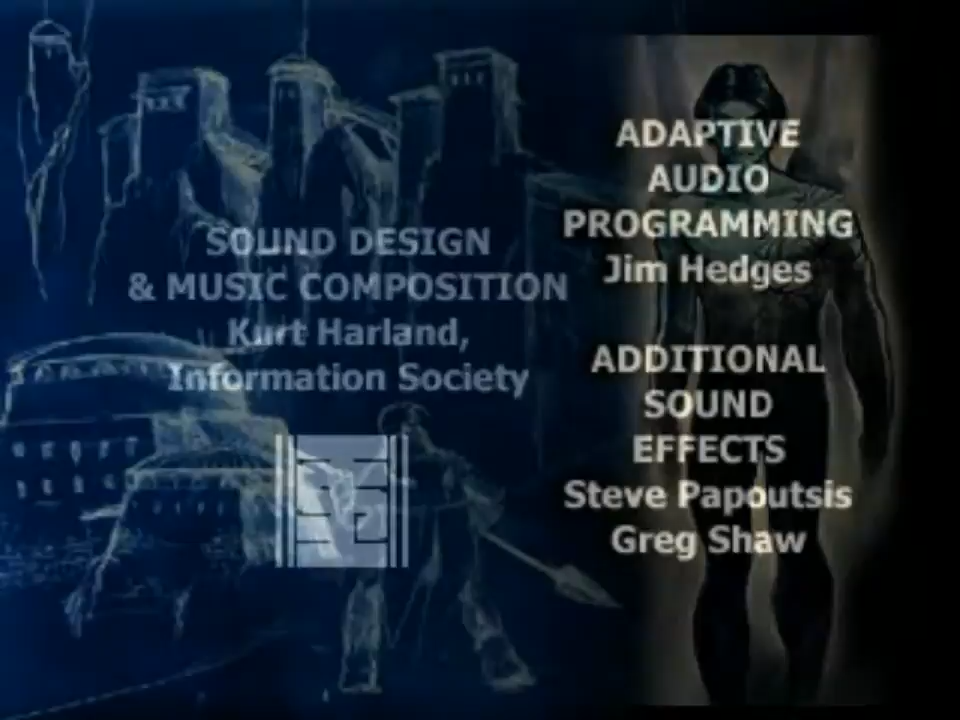 SOUND DESIGN
& MUSIC COMPOSITION
Kurt Harland,
Information Society
ADAPTIVE
AUDIO
PROGRAMMING
Jim Hedges
ADDITIONAL
SOUND
EFFECTS
Steve Papoutsis
Greg Shaw